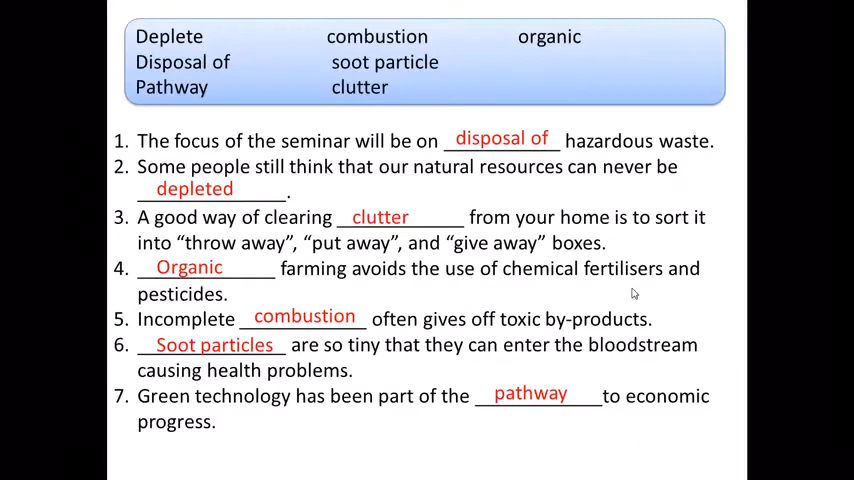 Deplete combustion organic
Disposal of soot particle
Pathway clutter
1. The focus of the seminar will be on disposal of hazardous waste.
2. Some people still think that our natural resources can never be
depleted.
3. A good way of clearing clutter from your home is to sort it
into “throw away”, “put away”, and “give away” boxes.
4. Organic farming avoids the use of chemical fertilisers and
pesticides.
5. Incomplete combustion often gives off toxic by-products.
6. Soot particles are so tiny that they can enter the bloodstream
causing health problems.
7. Green technology has been part of the pathway to economic
progress.